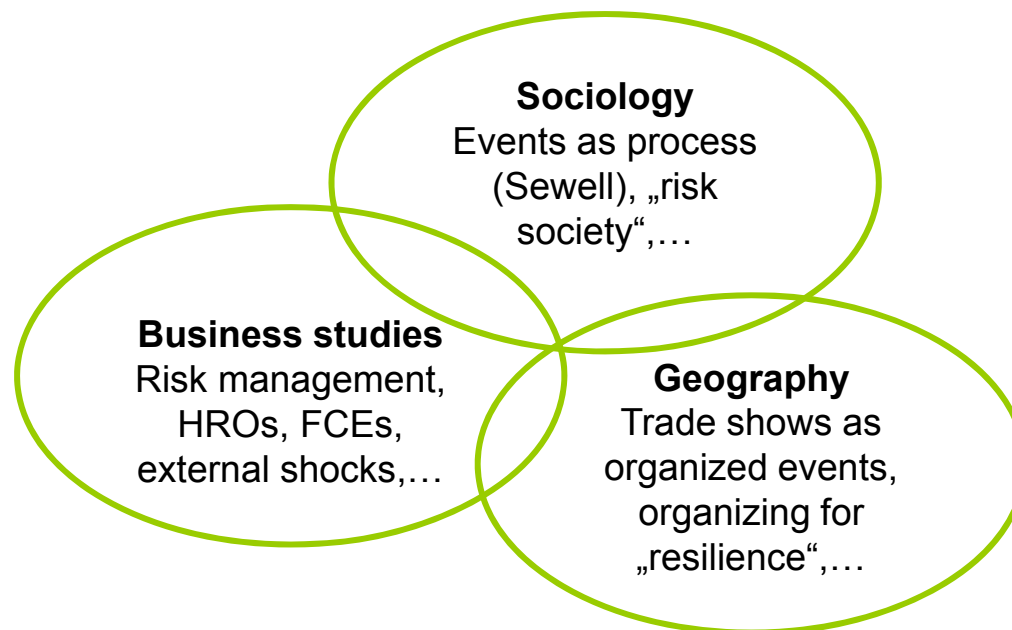 Sociology
Events as process
(Sewell), „risk
society“,…
Business studies
Risk management,
HROs, FCEs,
external shocks,…
Geography
Trade shows as
organized events,
organizing for
„resilience“,…